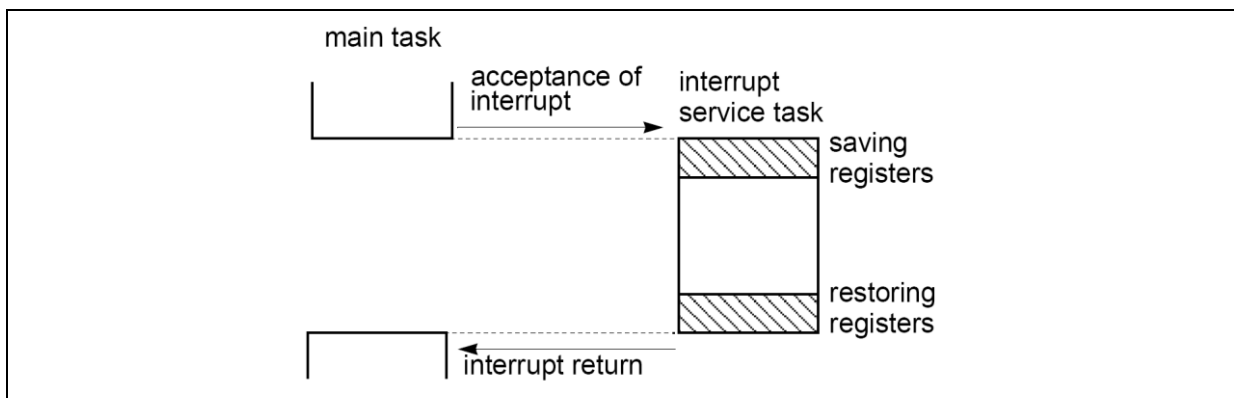 main task
acceptance of
interrupt
interrupt
service task
saving
registers
restoring
registers
interrupt return